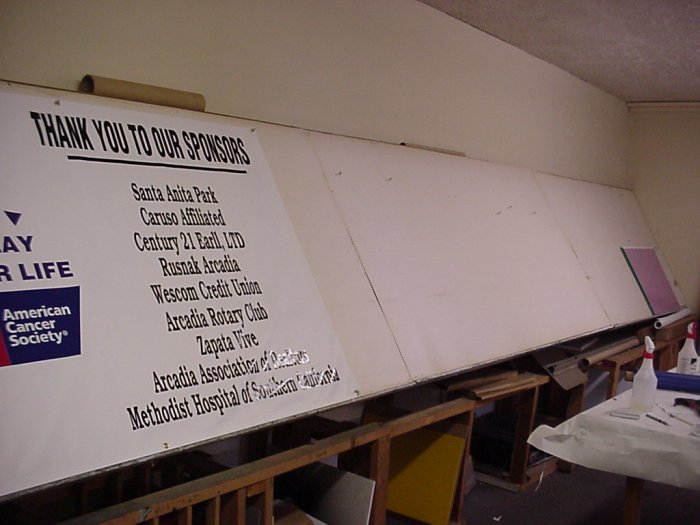 THANK YOU TO OUR SPONSORS
Santa Anita Park
Caruso Affiliated
Century 21 Earll, LTD
Rusnak Arcadia
Wescom Credit Union
Arcadia Rotary Club
Zapata Vive
Arcadia Association of Realtors
Methodist Hospital of Southern California
AY
R LIFE
American
Cancer
Society®